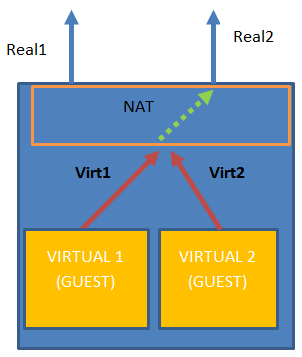 Real1
Real2
NAT
Virt1
Virt2
VIRTUAL 1
(GUEST)
VIRTUAL 2
(GUEST)